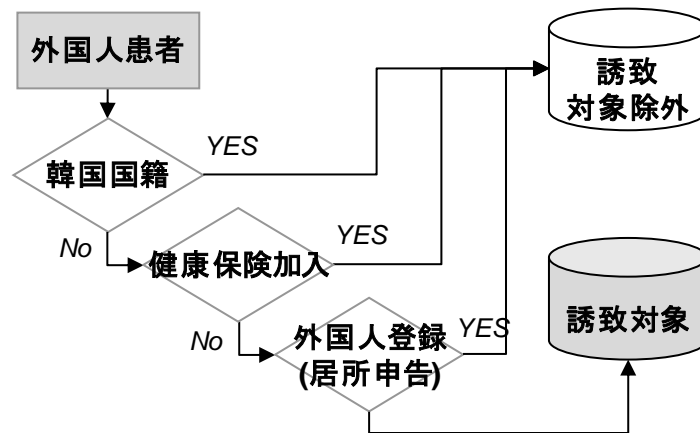 外国人患者
誘致
対象除外
YES
韓国国籍
No
YES
健康保険加入
No
YES
外国人登録
(居所申告)
誘致対象